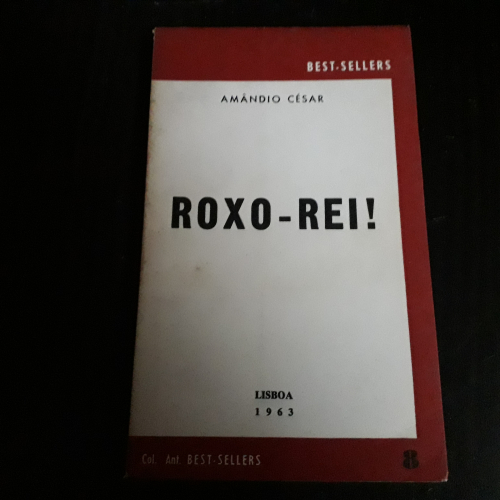 BEST-SELLERS
AMÂNDIO CÉSAR
ROXO-REI!
LISBOA
1963
Col. Ant. BEST-SELLERS 8